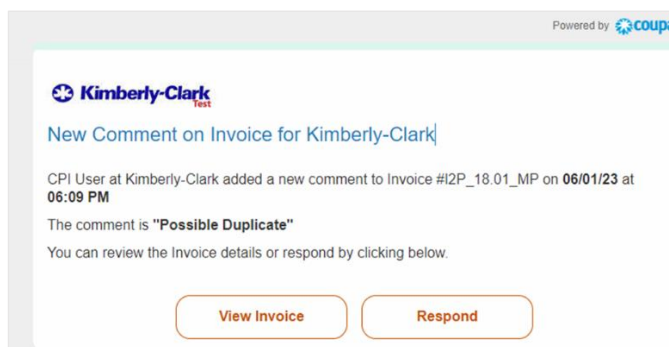 Powered by coupa
Kimberly-Clark
Test
New Comment on Invoice for Kimberly-Clark
CPI User at Kimberly-Clark added a new comment to Invoice #I2P_18.01_MP on 06/01/23 at
06:09 PM
The comment is "Possible Duplicate"
You can review the Invoice details or respond by clicking below.
View Invoice Respond